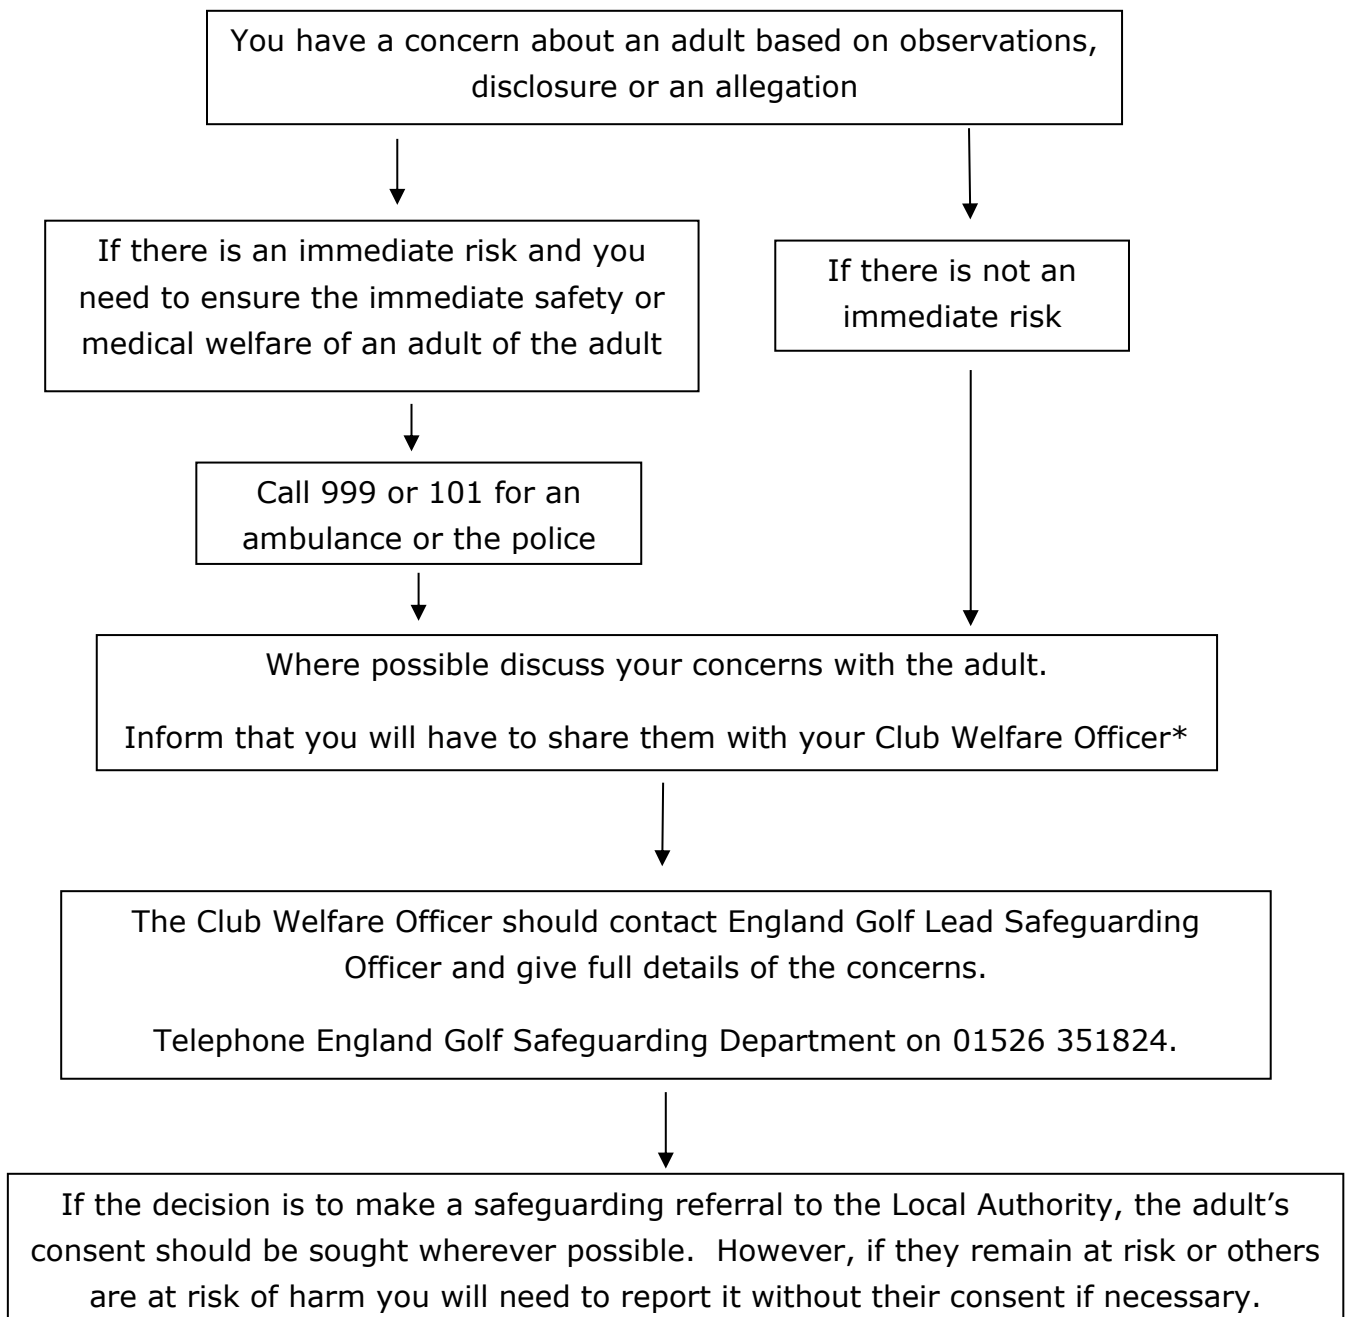 You have a concern about an adult based on observations,
disclosure or an allegation
If there is an immediate risk and you
need to ensure the immediate safety or
medical welfare of an adult of the adult
If there is not an
immediate risk
Call 999 or 101 for an
ambulance or the police
Where possible discuss your concerns with the adult.
Inform that you will have to share them with your Club Welfare Officer*
The Club Welfare Officer should contact England Golf Lead Safeguarding
Officer and give full details of the concerns.
Telephone England Golf Safeguarding Department on 01526 351824.
If the decision is to make a safeguarding referral to the Local Authority, the adult’s
consent should be sought wherever possible.  However, if they remain at risk or others
are at risk of harm you will need to report it without their consent if necessary.